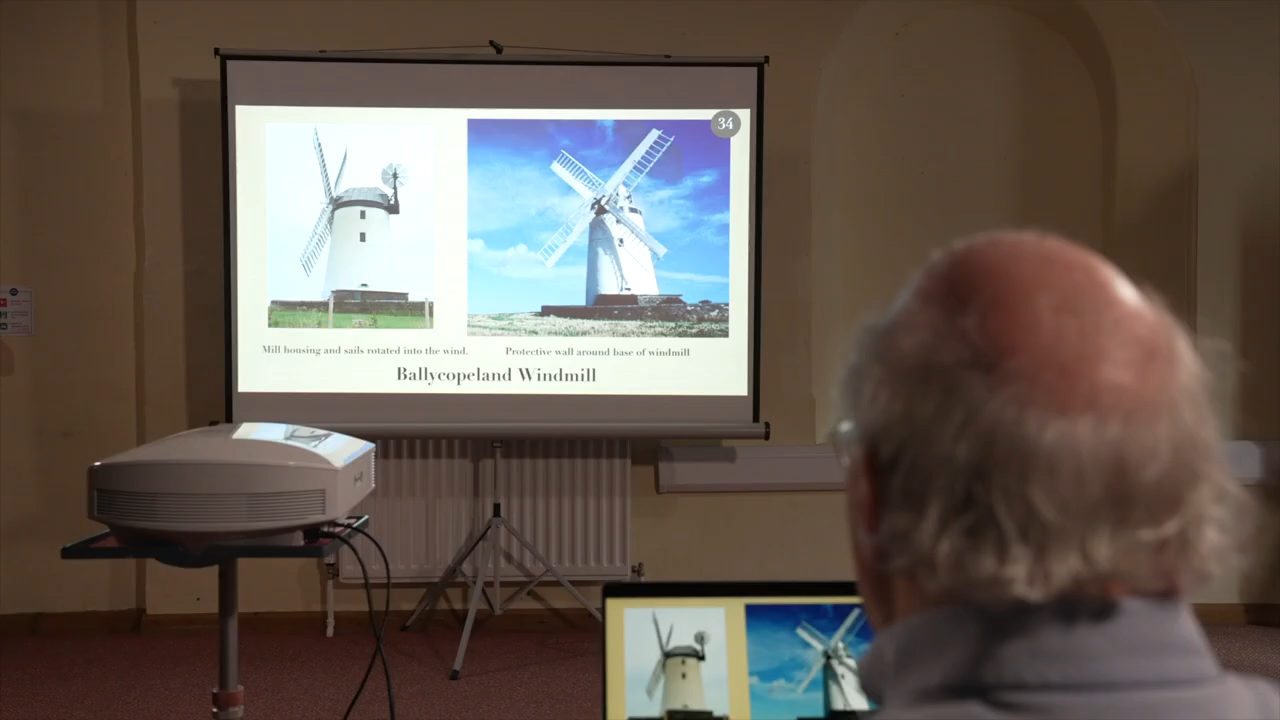 34
Mill housing and sails rotated into the wind.
Protective wall around base of windmill
Ballycopeland Windmill